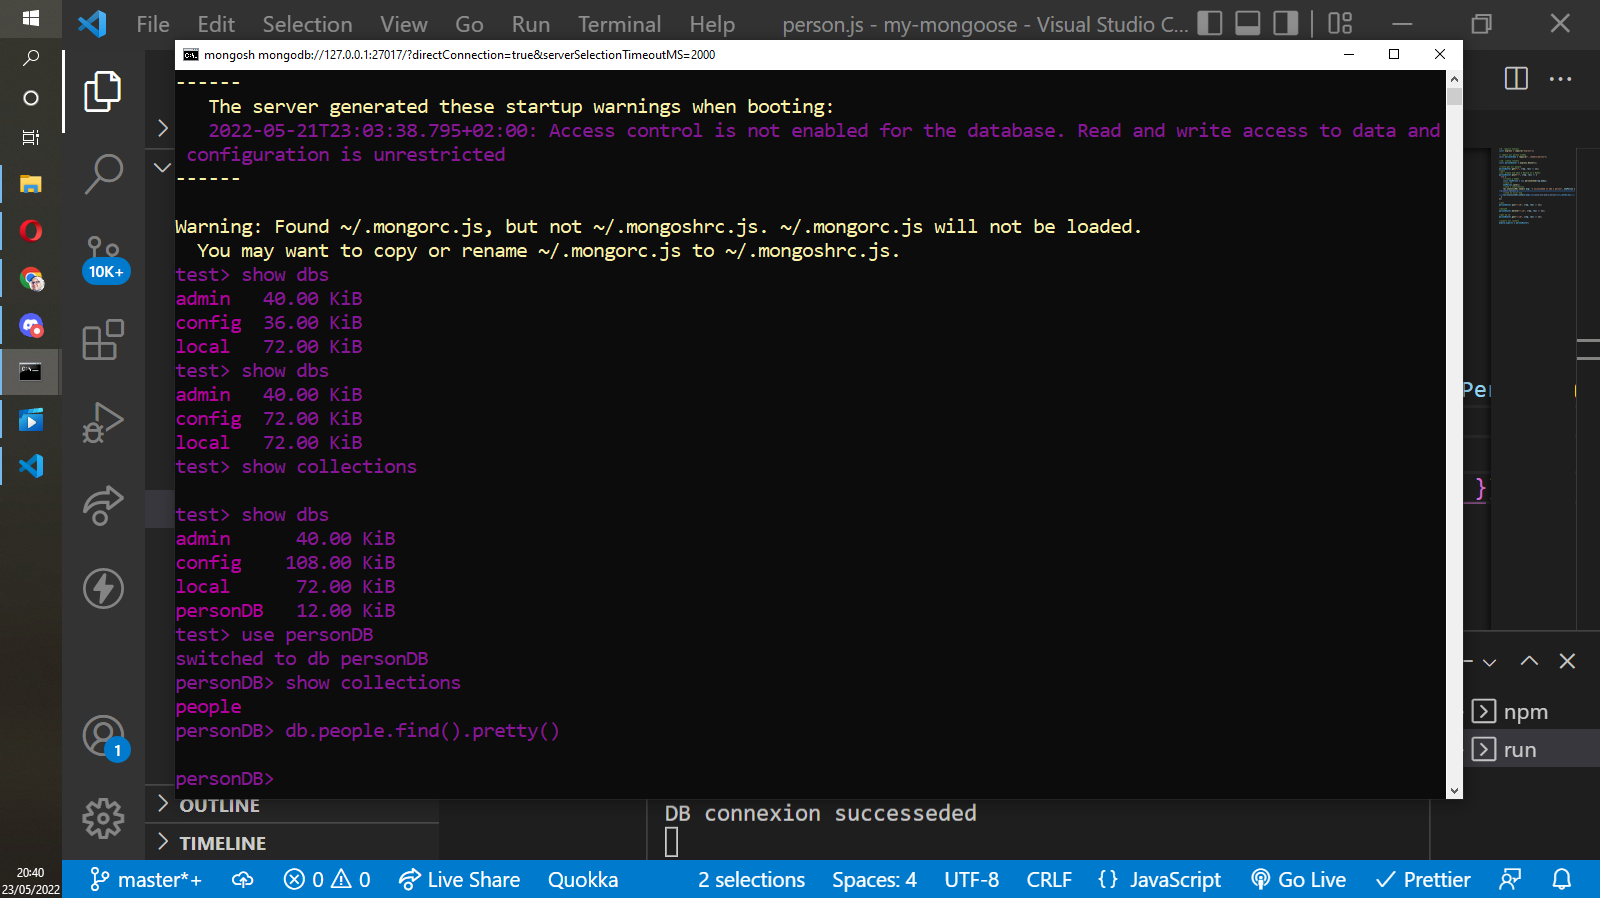 File Edit Selection View Go Run Terminal Help person.js - my-mongoose - Visual Studio C...
mongosh mongodb://127.0.0.1:27017/?directConnection=true&serverSelectionTimeoutMS=2000
------
The server generated these startup warnings when booting:
2022-05-21T23:03:38.795+02:00: Access control is not enabled for the database. Read and write access to data and
configuration is unrestricted
------
Warning: Found ~/.mongorc.js, but not ~/.mongoshrc.js. ~/.mongorc.js will not be loaded.
You may want to copy or rename ~/.mongorc.js to ~/.mongoshrc.js.
test> show dbs
admin 40.00 KiB
config 36.00 KiB
local 72.00 KiB
test> show dbs
admin 40.00 KiB
config 72.00 KiB
local 72.00 KiB
test> show collections
test> show dbs
admin 40.00 KiB
config 108.00 KiB
local 72.00 KiB
personDB 12.00 KiB
test> use personDB
switched to db personDB
personDB> show collections
people
personDB> db.people.find().pretty()
personDB>
10K+
1
Per
}
npm
run
OUTLINE
TIMELINE
DB connexion successeded
20:40
23/05/2022
master*+ 0 0 Live Share Quokka 2 selections Spaces: 4 UTF-8 CRLF {} JavaScript Go Live Prettier